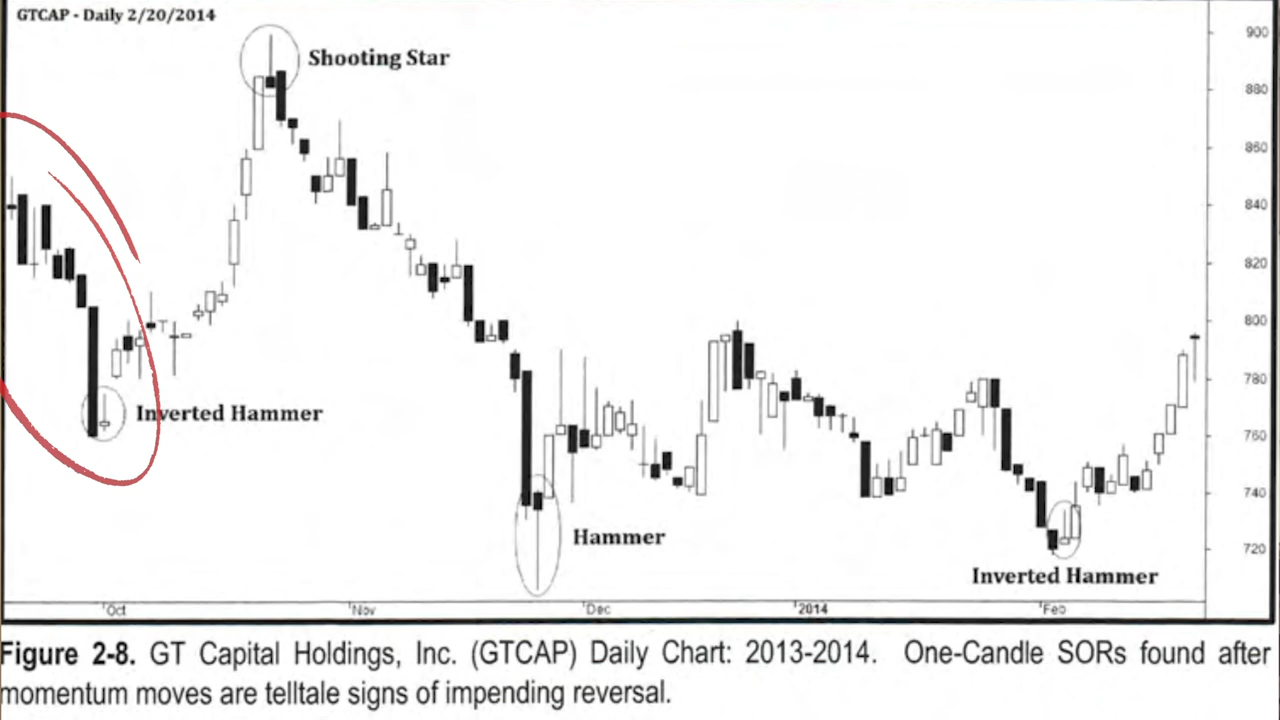 GTCAP - Daily 2/20/2014
Shooting Star
Inverted Hammer
Hammer
Inverted Hammer
900
880
860
840
820
800
780
760
740
720
Oct
Nov
Dec
2014
Feb
Figure 2-8. GT Capital Holdings, Inc. (GTCAP) Daily Chart: 2013-2014. One-Candle SORs found after
momentum moves are telltale signs of impending reversal.